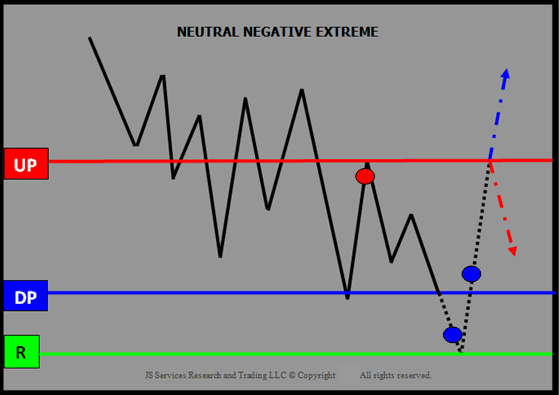 NEUTRAL NEGATIVE EXTREME
UP
DP
R
JS Services Research and Trading LLC © Copyright All rights reserved.